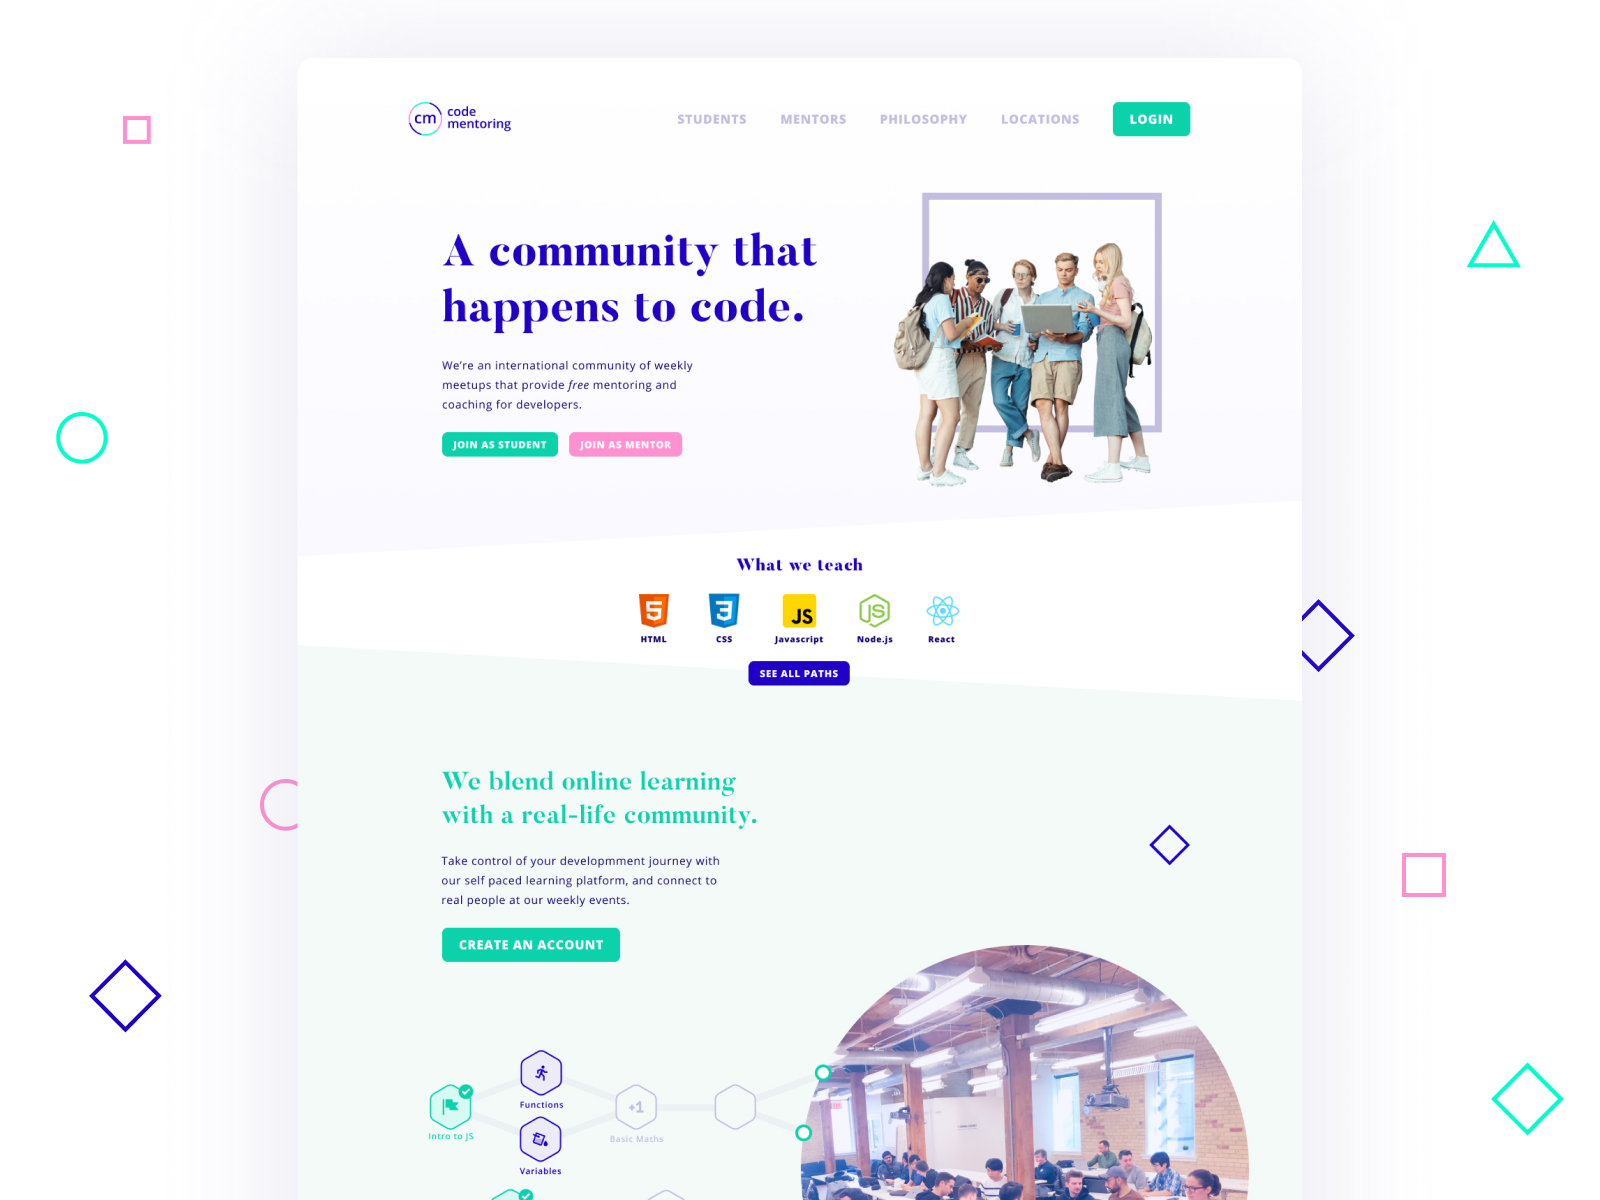 cm code
mentoring
STUDENTS MENTORS PHILOSOPHY LOCATIONS LOGIN
A community that
happens to code.
We're an international community of weekly
meetups that provide free mentoring and
coaching for developers.
JOIN AS STUDENT JOIN AS MENTOR
What we teach
5 3 JS JS
HTML CSS Javascript Node.js React
SEE ALL PATHS
We blend online learning
with a real-life community.
Take control of your developmment journey with
our self paced learning platform, and connect to
real people at our weekly events.
CREATE AN ACCOUNT
Functions
+1
Intro to JS
Basic Maths
Variables